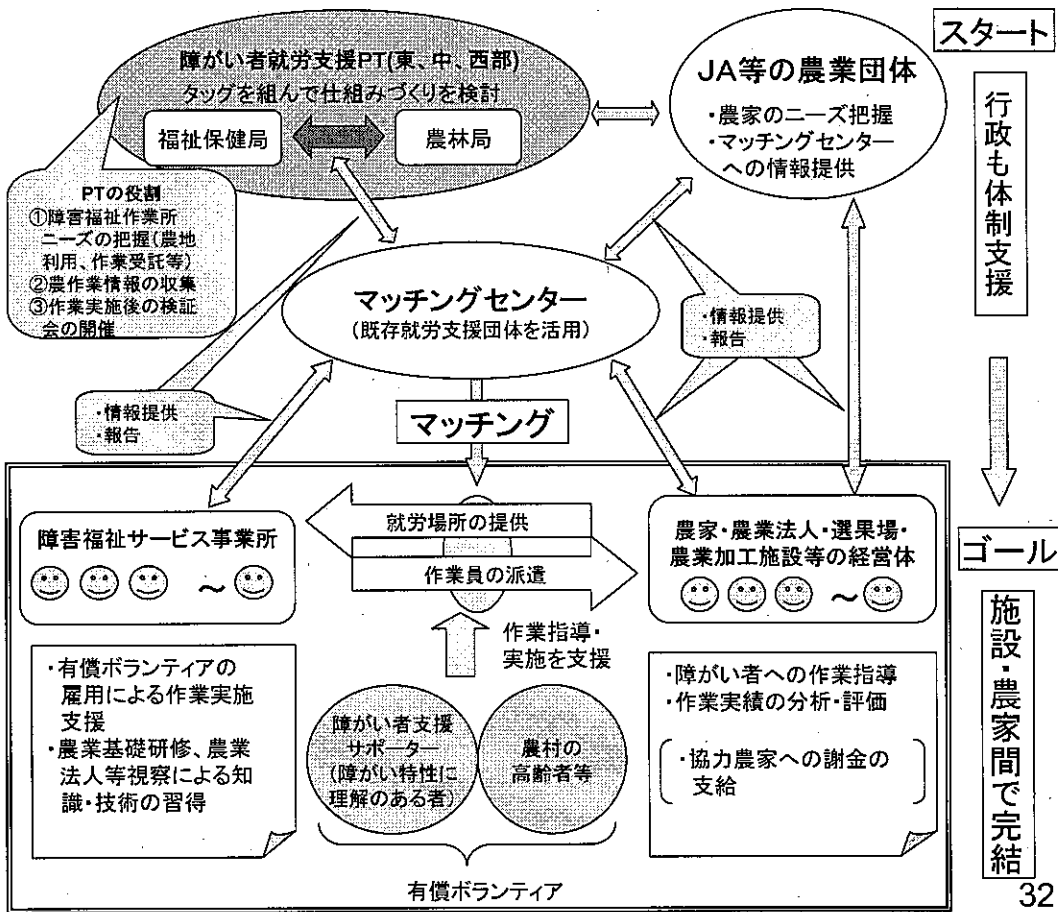 スタート
障がい者就労支援PT(東、中、西部)
タッグを組んで仕組みづくりを検討
福祉保健局
農林局
JA等の農業団体
・農家のニーズ把握
・マッチングセンター
への情報提供
行政も体制支援
PTの役割
①障害福祉作業所
ニーズの把握(農地
利用、作業受託等)
②農作業情報の収集
③作業実施後の検証
会の開催
マッチングセンター
(既存就労支援団体を活用)
・情報提供
・報告
・情報提供
・報告
マッチング
ゴール
障害福祉サービス事業所
～
就労場所の提供
作業員の派遣
農家・農業法人・選果場・
農業加工施設等の経営体
～
作業指導・
実施を支援
・有償ボランティアの
雇用による作業実施
支援
・農業基礎研修、農業
法人等視察による知
識・技術の習得
障がい者支援
サポーター
(障がい特性に
理解のある者)
農村の
高齢者等
・障がい者への作業指導
・作業実績の分析・評価
・協力農家への謝金の
支給
施設・農家間で完結
有償ボランティア
32